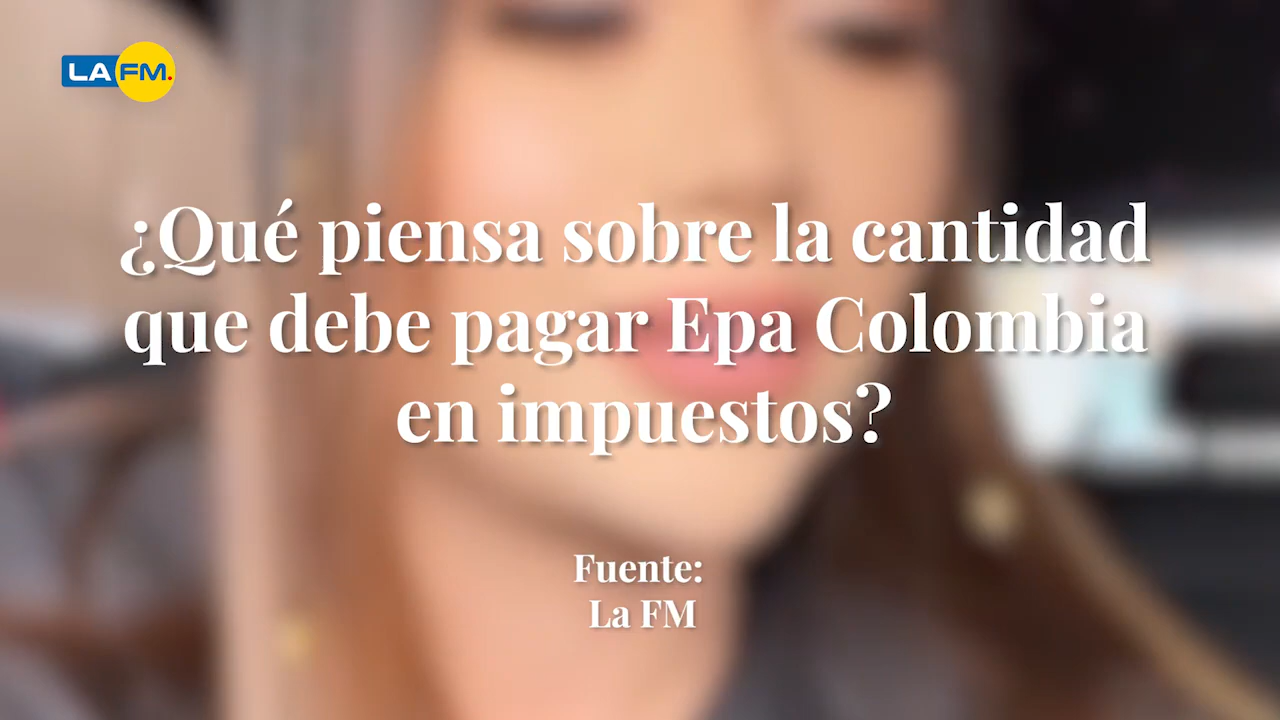 LA FM.
¿Qué piensa sobre la cantidad
que debe pagar Epa Colombia
en impuestos?
Fuente:
La FM